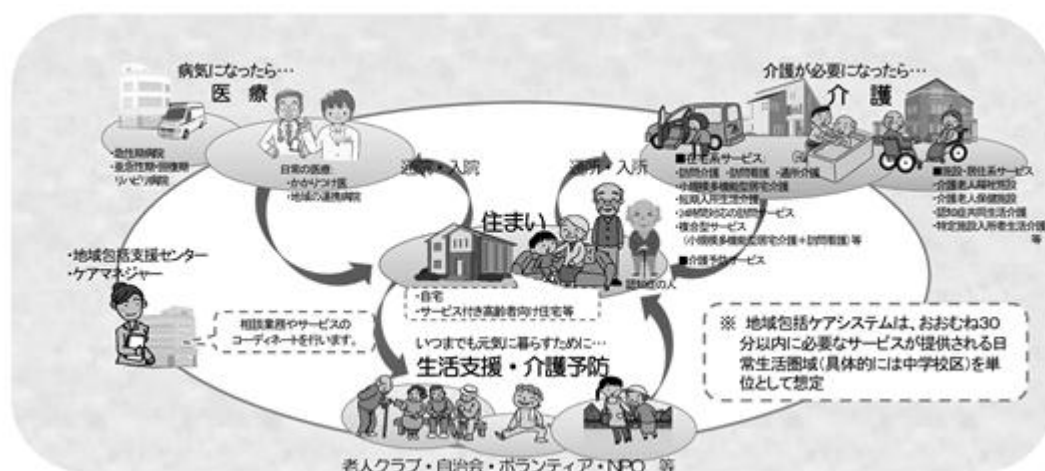 病気になったら…
医 療
・急性期病院
・亜急性期・回復期
リハビリ病院
日常の医療:
・かかりつけ医
・地域の連携病院
通院・入院
通所・入所
介護が必要になったら…
介 護
■在宅系サービス
・訪問介護 ・訪問看護 ・通所介護
・小規模多機能型居宅介護
・短期入所生活介護
・24時間対応の訪問サービス
・複合型サービス
(小規模多機能型居宅介護+訪問看護)等
■介護予防サービス
■施設・居住系サービス
・介護老人福祉施設
・介護老人保健施設
・認知症共同生活介護
・特定施設入所者生活介護
等
住まい
認知症の人
・自宅
・サービス付き高齢者向け住宅等
・地域包括支援センター
・ケアマネジャー
相談業務やサービスの
コーディネートを行います。
いつまでも元気に暮らすために…
生活支援・介護予防
老人クラブ・自治会・ボランティア・NPO 等
※ 地域包括ケアシステムは、おおむね30
分以内に必要なサービスが提供される日
常生活圏域(具体的には中学校区)を単
位として想定